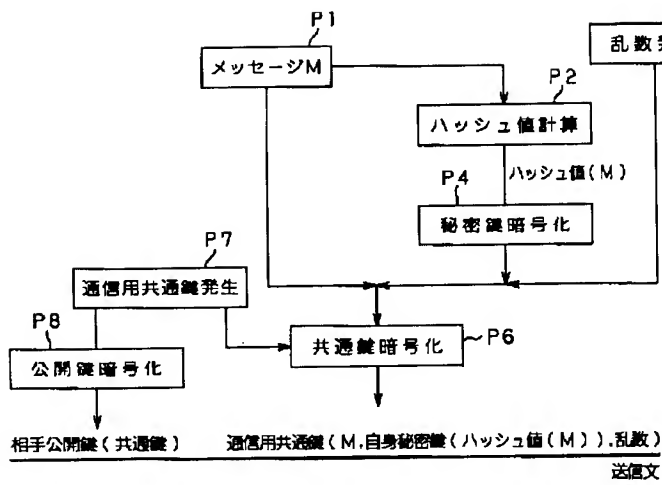 P1
メッセージM
乱数
P2
ハッシュ値計算
ハッシュ値(M)
P4
秘密鍵暗号化
P7
通信用共通鍵発生
P8
公開鍵暗号化
共通鍵暗号化
P6
相手公開鍵(共通鍵)
通信用共通鍵(M,自身秘密鍵(ハッシュ値(M)),乱数)
送信文